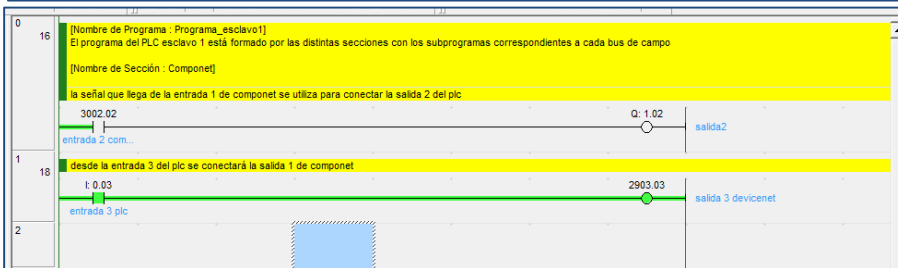 0
16
[Nombre de Programa : Programa_esclavo1]
El programa del PLC esclavo 1 está formado por las distintas secciones con los subprogramas correspondientes a cada bus de campo
[Nombre de Sección : Componet]
la señal que llega de la entrada 1 de componet se utiliza para conectar la salida 2 del plc
3002.02
Q: 1.02
entrada 2 com...
salida2
1
18
desde la entrada 3 del plc se conectará la salida 1 de componet
I: 0.03
2903.03
entrada 3 plc
salida 3 devicenet
2